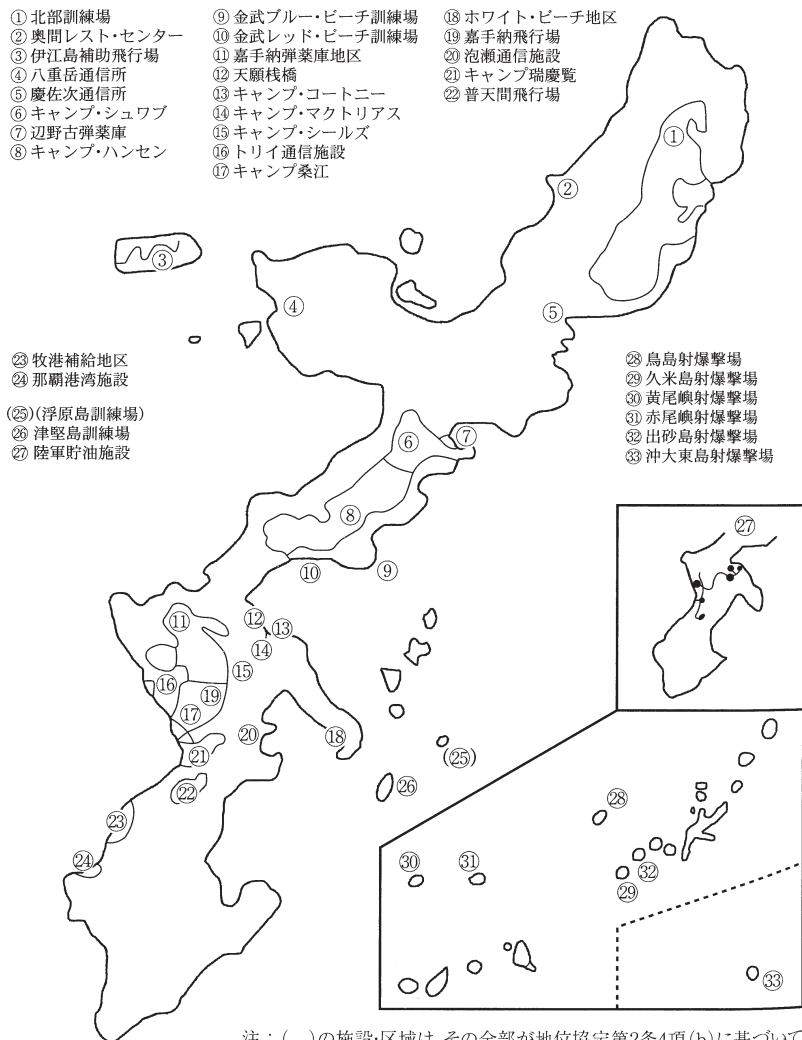 ①北部訓練場
②奥間レスト・センター
③伊江島補助飛行場
④八重岳通信所
⑤慶佐次通信所
⑥キャンプ・シュワブ
⑦辺野古弾薬庫
⑧キャンプ・ハンセン
⑨金武ブルー・ビーチ訓練場
⑩金武レッド・ビーチ訓練場
⑪嘉手納弾薬庫地区
⑫天願桟橋
⑬キャンプ・コートニー
⑭キャンプ・マクトリアス
⑮キャンプ・シールズ
⑯トリイ通信施設
⑰キャンプ桑江
⑱ホワイト・ビーチ地区
⑲嘉手納飛行場
⑳泡瀬通信施設
㉑キャンプ瑞慶覧
㉒普天間飛行場
㉓牧港補給地区
㉔那覇港湾施設
(㉕)(浮原島訓練場)
㉖津堅島訓練場
㉗陸軍貯油施設
㉘鳥島射爆撃場
㉙久米島射爆撃場
㉚黄尾嶼射爆撃場
㉛赤尾嶼射爆撃場
㉜出砂島射爆撃場
㉝沖大東島射爆撃場
①
②
③
④
⑤
⑥
⑦
⑧
⑨
⑩
⑪
⑫
⑬
⑭
⑮
⑯
⑲
⑰
⑱
⑳
㉑
㉒
㉓
㉔
(㉕)
㉖
㉗
㉘
㉙
㉚
㉛
㉜
㉝
注:( )の施設・区域は、その全部が地位協定第2条4項(b)に基づいて